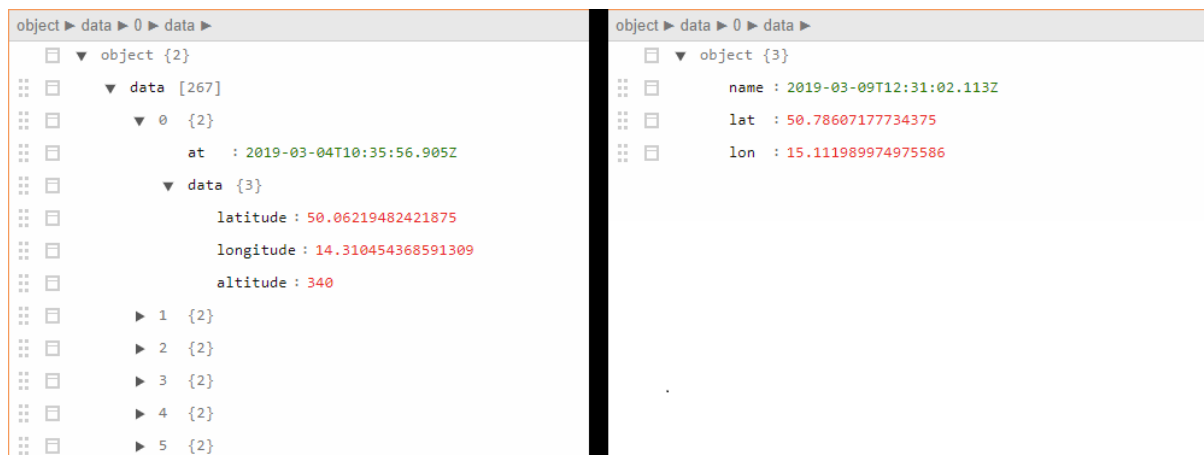 object ► data ► 0 ► data ►
▼ object {2}
▼ data [267]
▼ 0 {2}
at : 2019-03-04T10:35:56.905Z
▼ data {3}
latitude : 50.06219482421875
longitude : 14.310454368591309
altitude : 340
► 1 {2}
► 2 {2}
► 3 {2}
► 4 {2}
► 5 {2}
object ► data ► 0 ► data ►
▼ object {3}
name : 2019-03-09T12:31:02.113Z
lat : 50.78607177734375
lon : 15.111989974975586
.